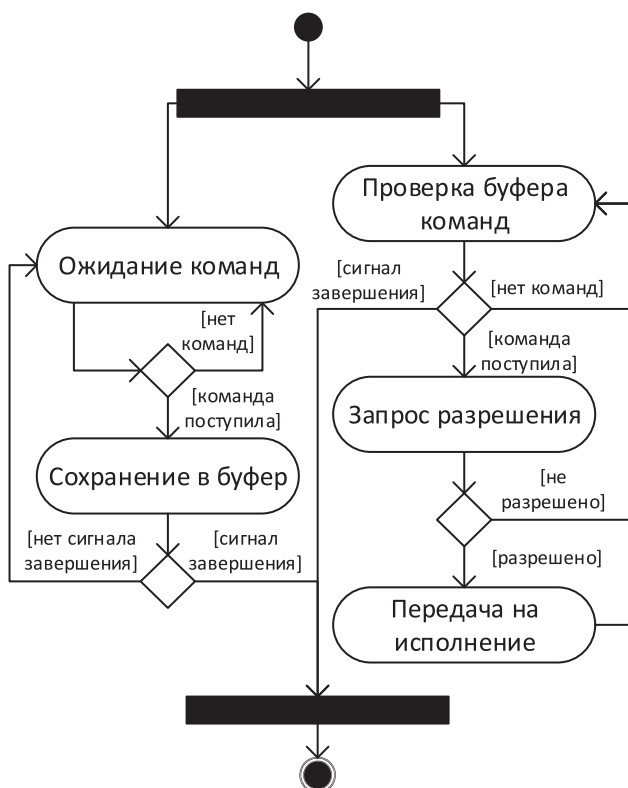 Проверка буфера
команд
Ожидание команд
[сигнал
завершения]
[нет команд]
[нет
команд]
[команда
поступила]
[команда
поступила]
Запрос разрешения
Сохранение в буфер
[не
разрешено]
[нет сигнала
завершения]
[сигнал
завершения]
[разрешено]
Передача на
исполнение